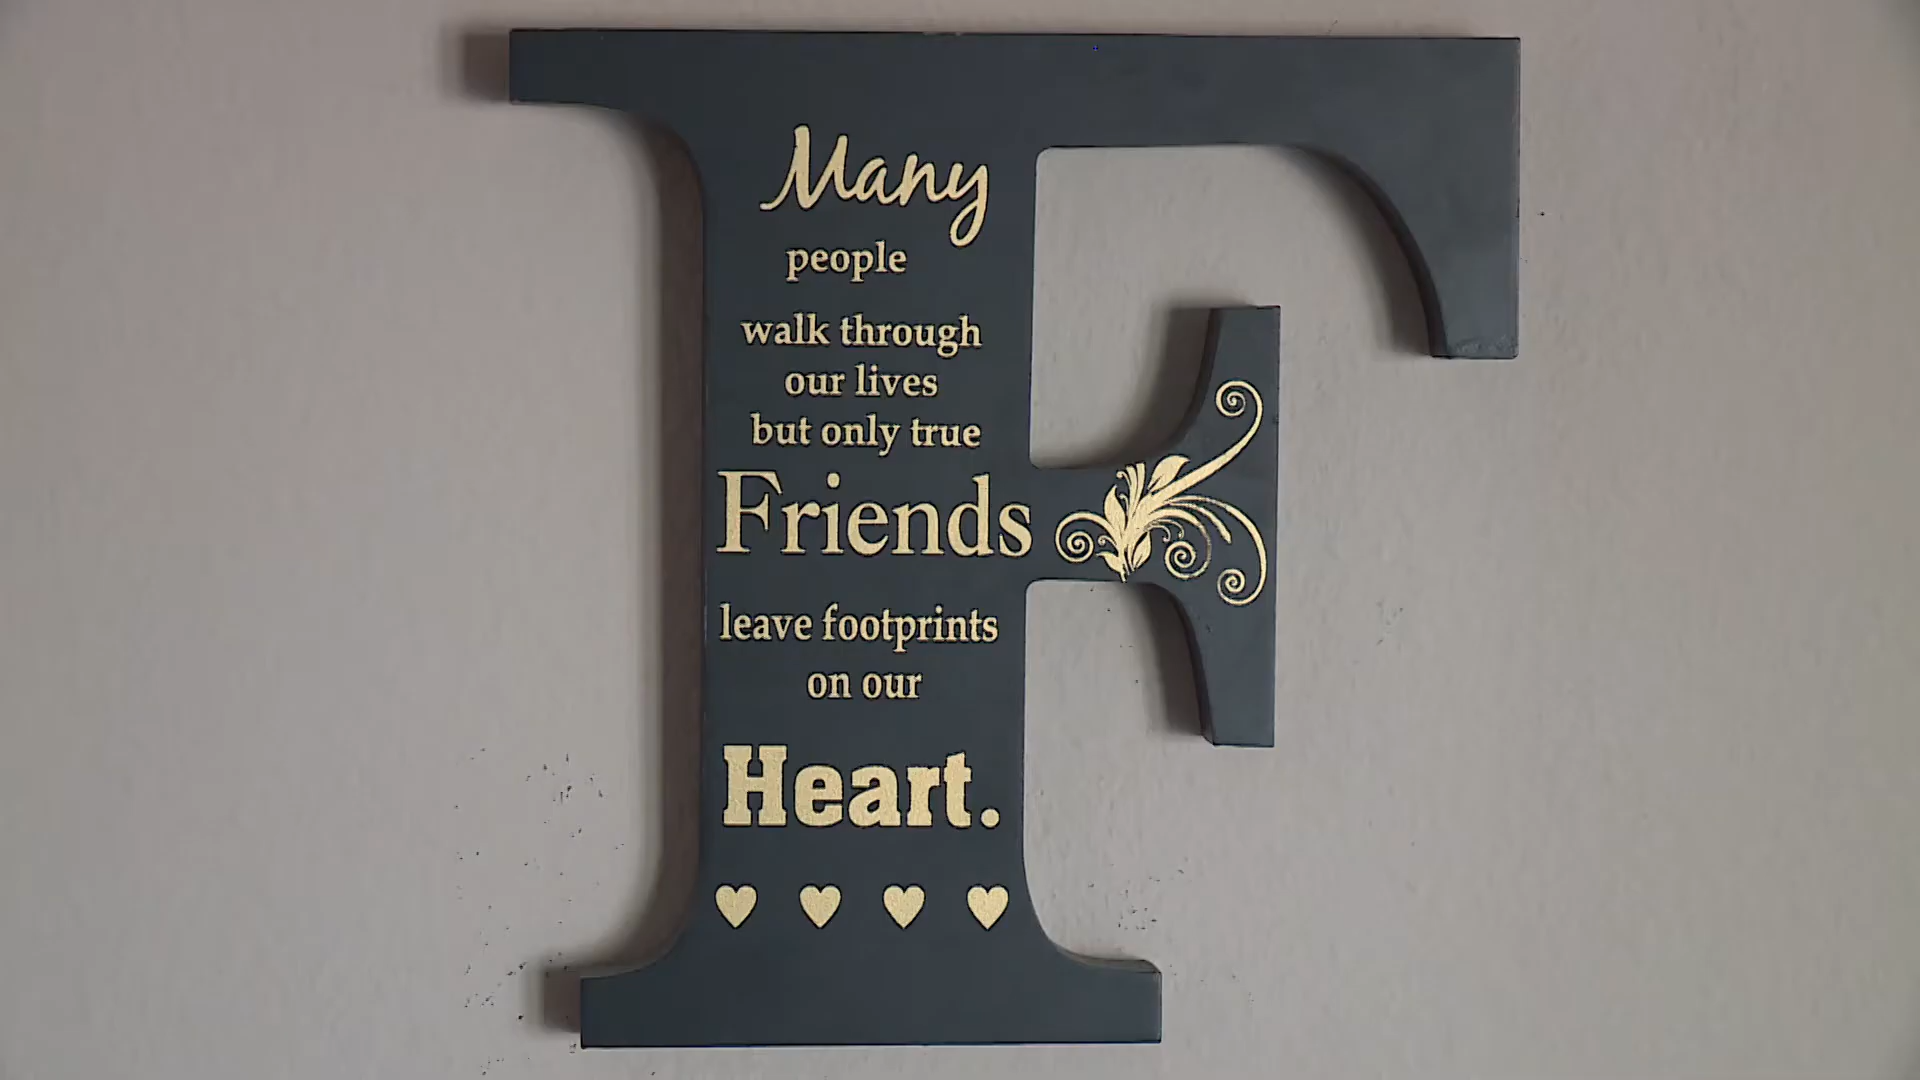 Many
people
walk through
our lives
but only true
Friends
leave footprints
on our
Heart.